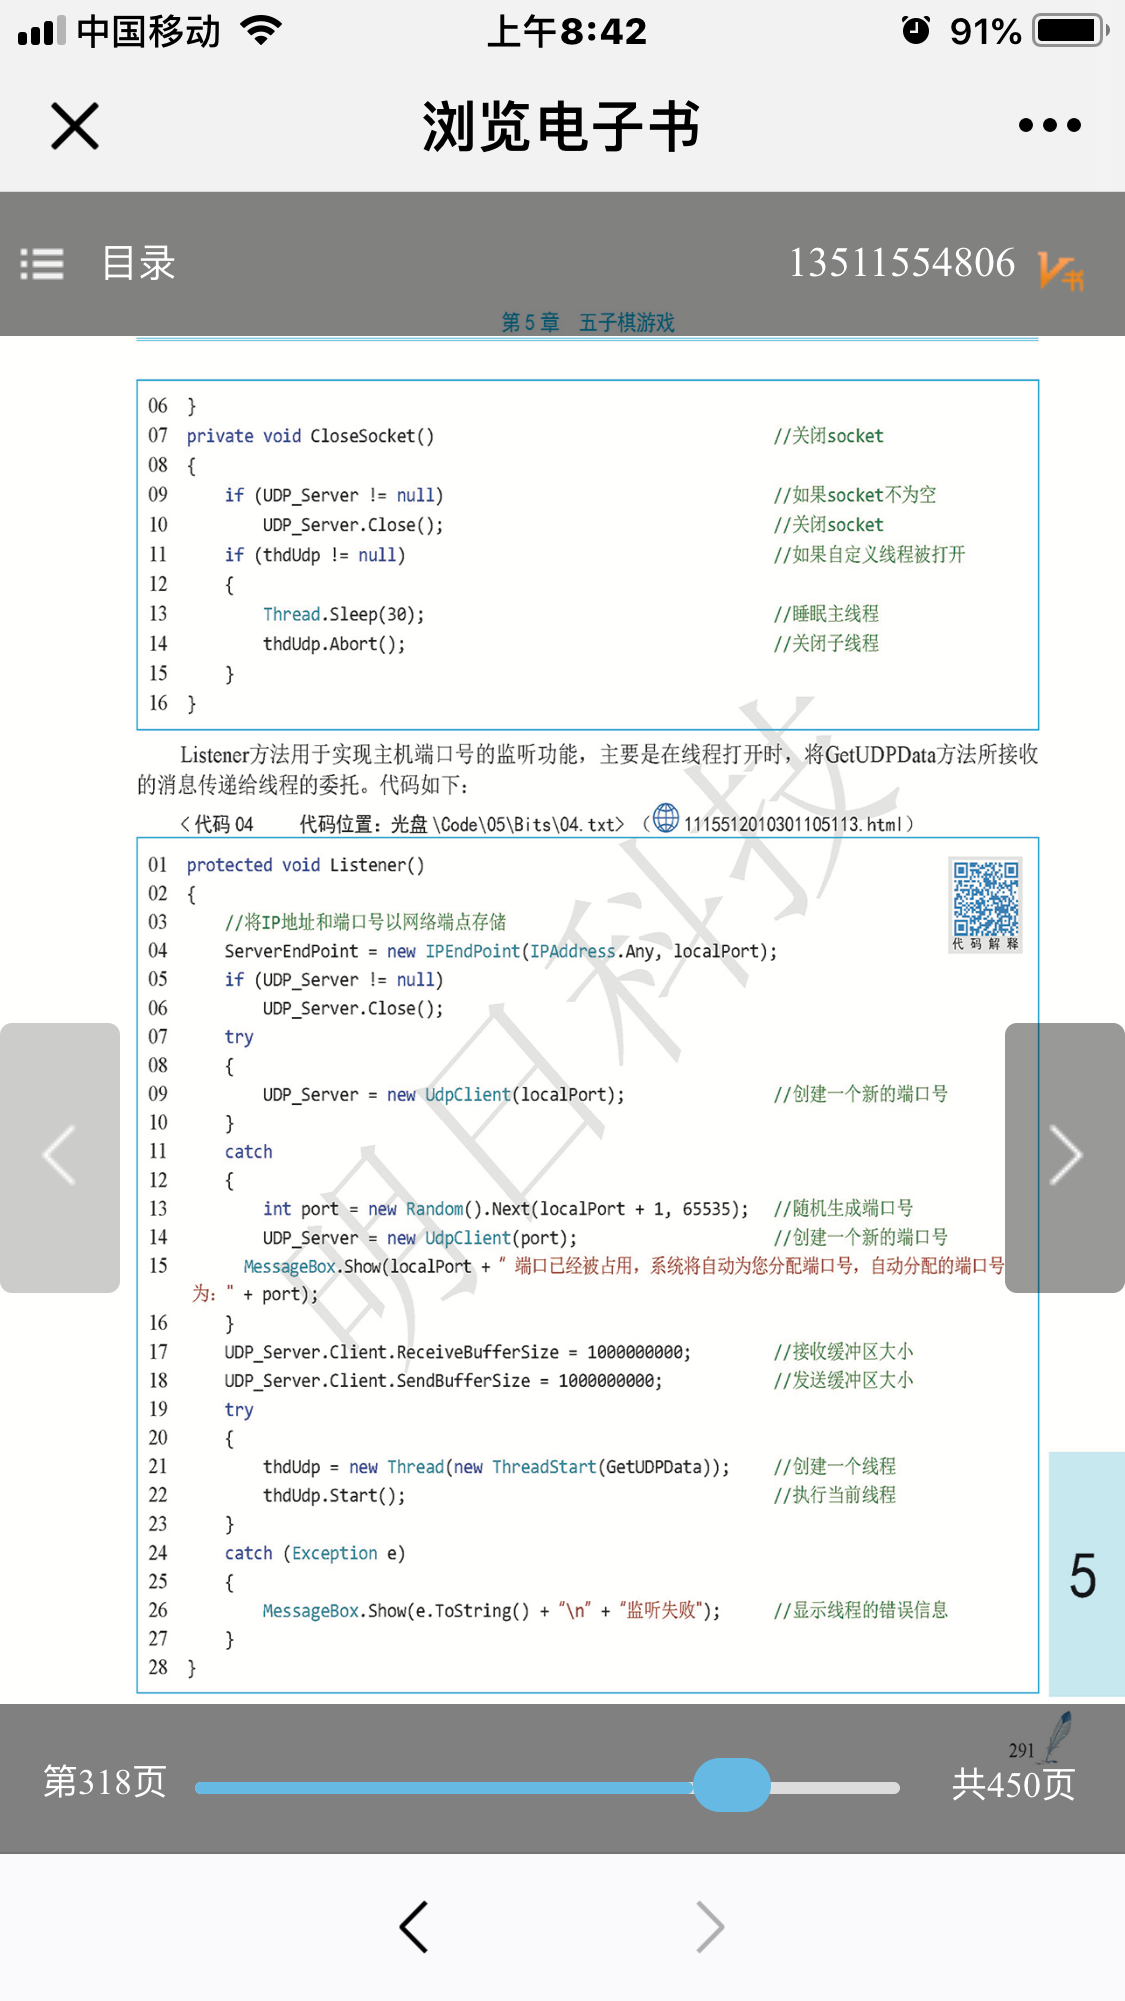 中国移动 上午8:42 91%
浏览电子书
目录 13511554806 V书
第 5 章 五子棋游戏
06 }
07 private void CloseSocket() //关闭socket
08 {
09 if (UDP_Server != null) //如果socket不为空
10 UDP_Server.Close(); //关闭socket
11 if (thdUdp != null) //如果自定义线程被打开
12 {
13 Thread.Sleep(30); //睡眠主线程
14 thdUdp.Abort(); //关闭子线程
15 }
16 }
Listener方法用于实现主机端口号的监听功能，主要是在线程打开时，将GetUDPData方法所接收
的消息传递给线程的委托。代码如下：
<代码 04 代码位置：光盘\Code\05\Bits\04.txt> （1115512010301105113.html）
01 protected void Listener()
02 {
03 //将IP地址和端口号以网络端点存储
04 ServerEndPoint = new IPEndPoint(IPAddress.Any, localPort);
代 码 解 释
05 if (UDP_Server != null)
06 UDP_Server.Close();
07 try
08 {
09 UDP_Server = new UdpClient(localPort); //创建一个新的端口号
10 }
11 catch
12 {
13 int port = new Random().Next(localPort + 1, 65535); //随机生成端口号
14 UDP_Server = new UdpClient(port); //创建一个新的端口号
15 MessageBox.Show(localPort + “ 端口已经被占用，系统将自动为您分配端口号，自动分配的端口号
为：" + port);
16 }
17 UDP_Server.Client.ReceiveBufferSize = 1000000000; //接收缓冲区大小
18 UDP_Server.Client.SendBufferSize = 1000000000; //发送缓冲区大小
19 try
20 {
21 thdUdp = new Thread(new ThreadStart(GetUDPData)); //创建一个线程
22 thdUdp.Start(); //执行当前线程
23 }
24 catch (Exception e)
25 {
26 MessageBox.Show(e.ToString() + “\n” + “监听失败"); //显示线程的错误信息
27 }
28 }
明日科技
5
291
第318页 共450页